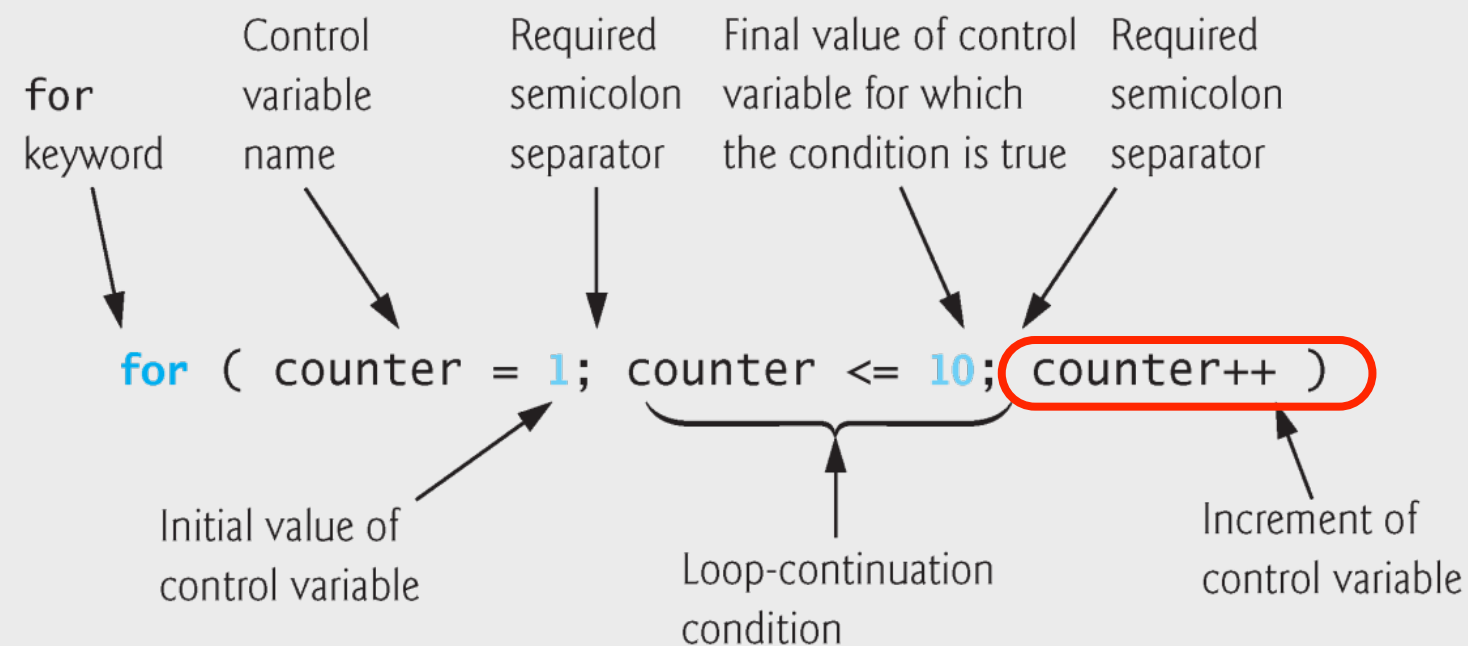 for
keyword
Control
variable
name
Required
semicolon
separator
Final value of control
variable for which
the condition is true
Required
semicolon
separator
for ( counter = 1; counter <= 10; counter++ )
Initial value of
control variable
Loop-continuation
condition
Increment of
control variable